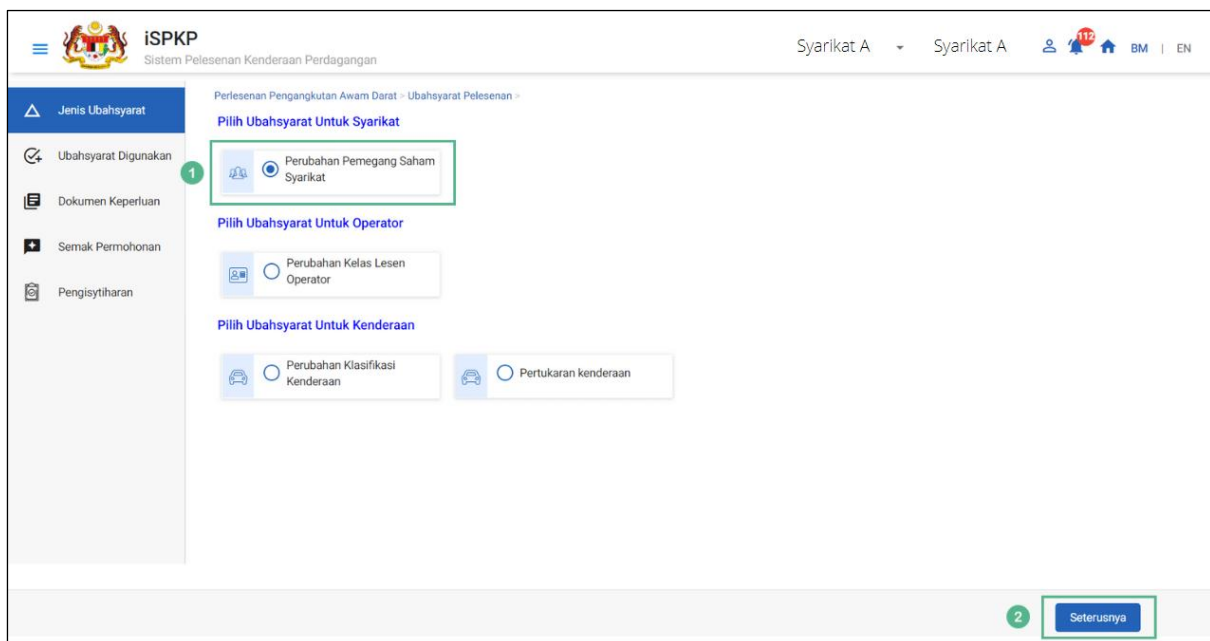 iSPKP
Sistem Pelesenan Kenderaan Perdagangan
Syarikat A
Syarikat A
112
BM | EN
Jenis Ubahsyarat
Ubahsyarat Digunakan
Dokumen Keperluan
Semak Permohonan
Pengisytiharan
Perlesenan Pengangkutan Awam Darat > Ubahsyarat Pelesenan >
Pilih Ubahsyarat Untuk Syarikat
1
Perubahan Pemegang Saham
Syarikat
Pilih Ubahsyarat Untuk Operator
Perubahan Kelas Lesen
Operator
Pilih Ubahsyarat Untuk Kenderaan
Perubahan Klasifikasi
Kenderaan
Pertukaran kenderaan
2
Seterusnya